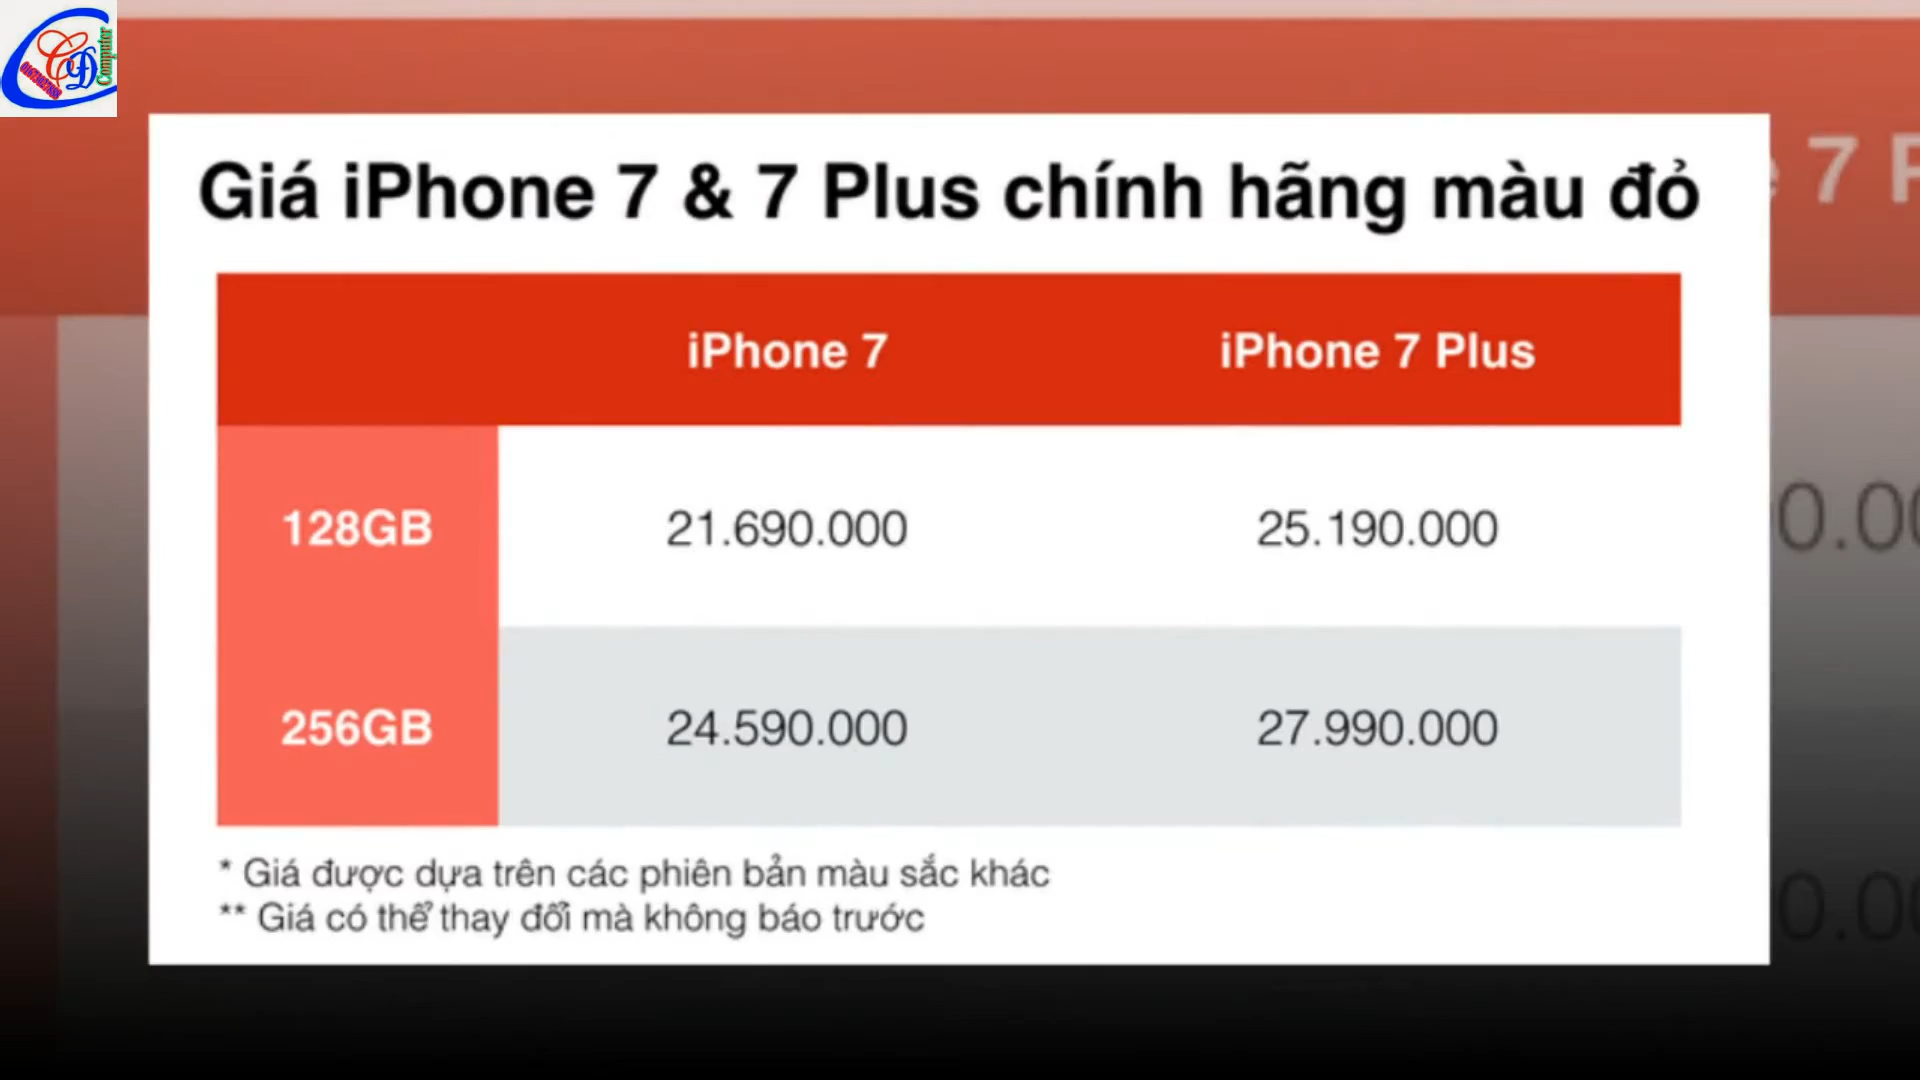 Computer
Giá iPhone 7 & 7 Plus chính hãng màu đỏ
iPhone 7 iPhone 7 Plus
128GB 21.690.000 25.190.000
256GB 24.590.000 27.990.000
* Giá được dựa trên các phiên bản màu sắc khác
** Giá có thể thay đổi mà không báo trước